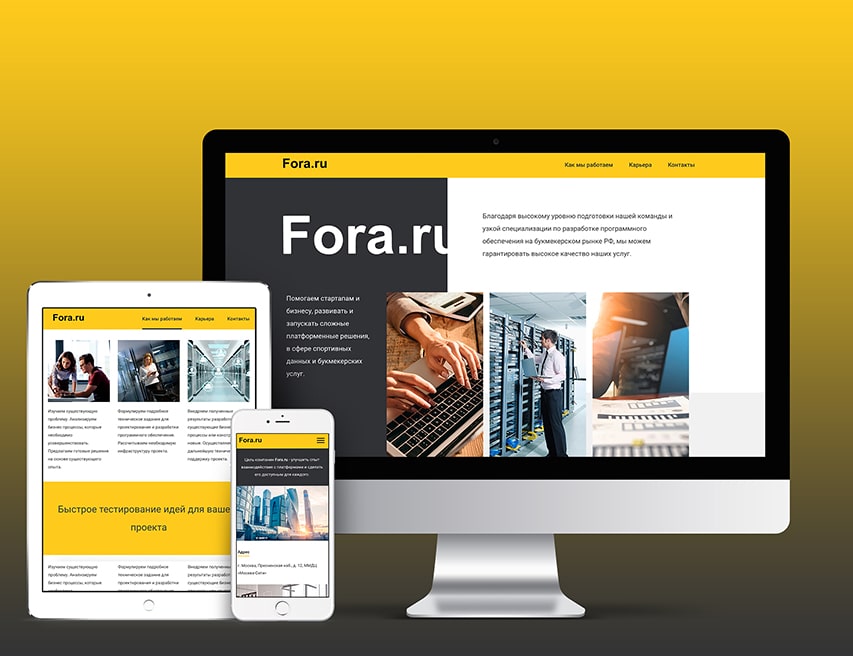 Fora.ru
Как мы работаем Карьера Контакты
Fora.ru
Благодаря высокому уровню подготовки нашей команды и
узкой специализации по разработке программного
обеспечения на букмекерском рынке РФ, мы можем
гарантировать высокое качество наших услуг.
Помогаем стартапам и
бизнесу, развивать и
запускать сложные
платформенные решения,
в сфере спортивных
данных и букмекерских
услуг.
Fora.ru
Как мы работаем Карьера Контакты
Изучаем существующую
проблему. Анализируем
бизнес процессы, которые
необходимо
усовершенствовать.
Предлагаем готовые решения
на основе существующего
опыта.
Формулируем подробное
техническое задание для
проектирования и разработки
программного обеспечения.
Рассчитываем необходимую
инфраструктуру проекта.
Внедряем полученные
результаты разработки
существующие бизнес
процессы или
новые. Осуществляем
дальнейшую техническую
поддержку проекта.
Быстрое тестирование идей для ваше
проекта
Изучаем существующую
проблему. Анализируем
бизнес процессы, которые
Формулируем подробное
техническое задание для
проектирования и разработки
Внедряем полученные
результаты
существующие
Fora.ru
Цель компании Fora.ru - улучшить опыт
взаимодействия с платформами и сделать
его доступным для каждого
Адрес
г. Москва, Пресненская наб., д. 12, ММДЦ
«Москва-Сити»